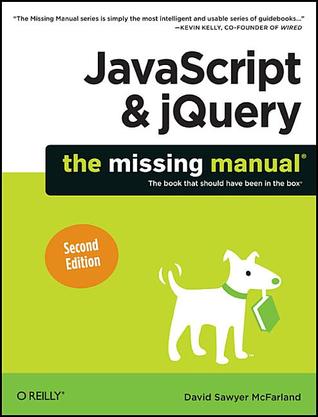 “The Missing Manual series is simply the most intelligent and usable series of guidebooks...”
—KEVIN KELLY, CO-FOUNDER OF WIRED
JavaScript
& jQuery
the missing manual®
The book that should have been in the box®
Second
Edition
O REILLY®
David Sawyer McFarland